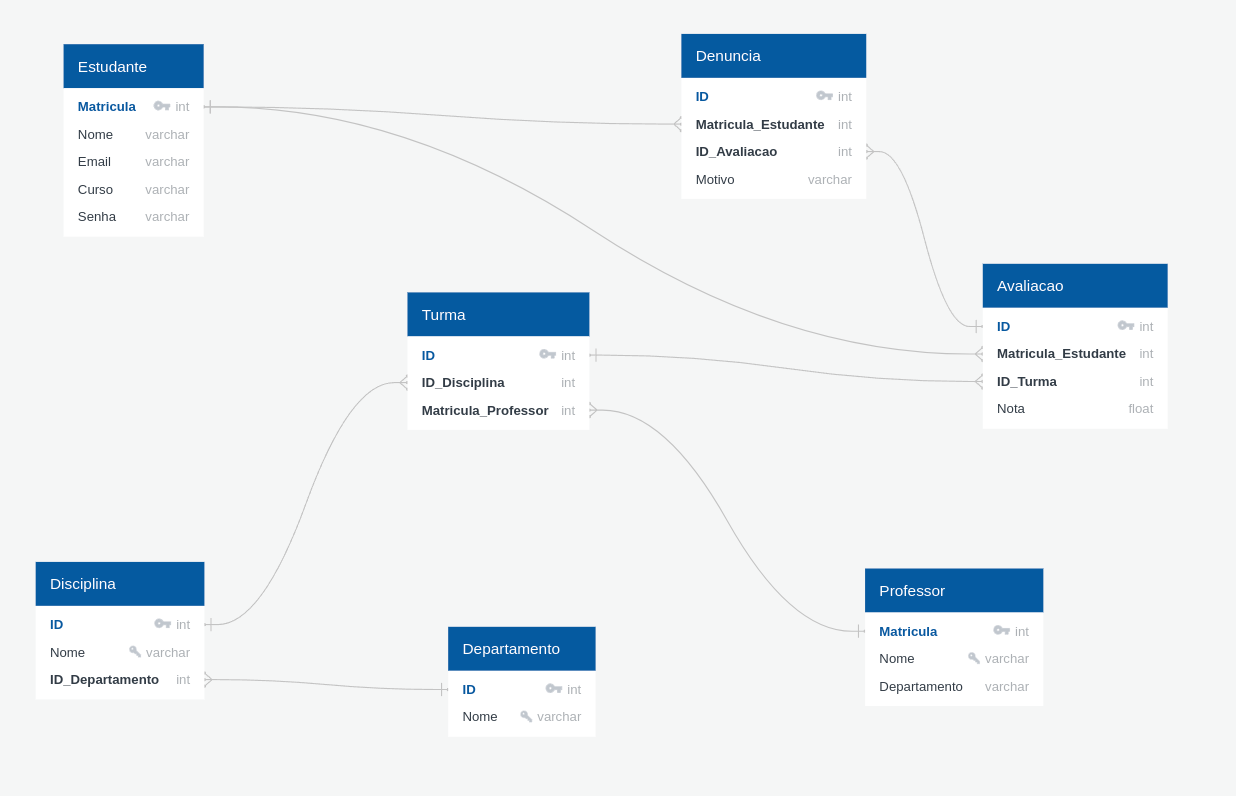 Estudante
Matricula int
Nome varchar
Email varchar
Curso varchar
Senha varchar
Denuncia
ID int
Matricula_Estudante int
ID_Avaliacao int
Motivo varchar
Avaliacao
ID int
Matricula_Estudante int
ID_Turma int
Nota float
Turma
ID int
ID_Disciplina int
Matricula_Professor int
Disciplina
ID int
Nome varchar
ID_Departamento int
Departamento
ID int
Nome varchar
Professor
Matricula int
Nome varchar
Departamento varchar